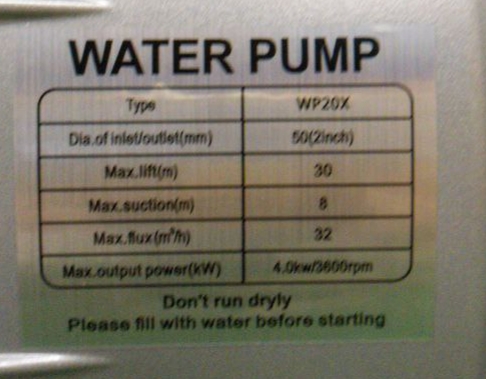 WATER PUMP
Type WP20X
Dia.of inlet/outlet(mm) 50(2inch)
Max.lift(m) 30
Max.suction(m) 8
Max.flux(m³/h) 32
Max.output power(kW) 4.0kw/3600rpm
Don't run dryly
Please fill with water before starting